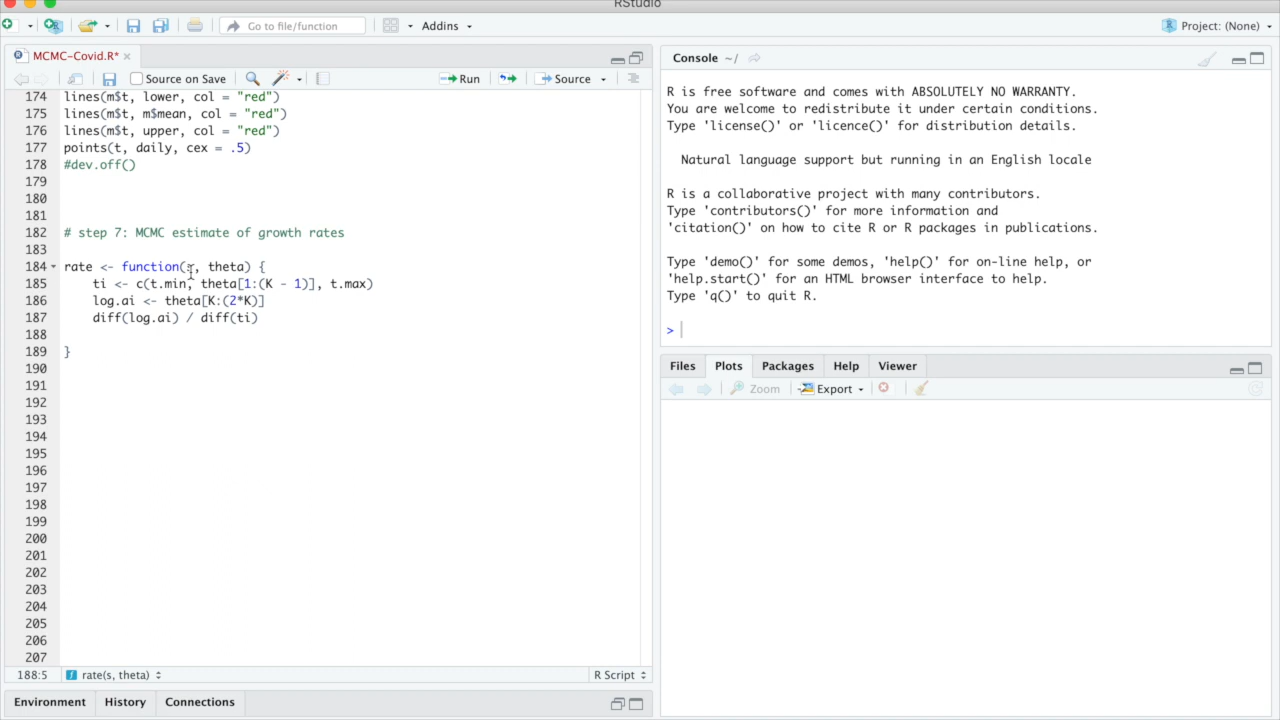 RStudio
Go to file/function
Addins
Project: (None)
MCMC-Covid.R*
Source on Save
Run
Source
174 lines(m$t, lower, col = "red")
175 lines(m$t, m$mean, col = "red")
176 lines(m$t, upper, col = "red")
177 points(t, daily, cex = .5)
178 #dev.off()
179
180
181
182 # step 7: MCMC estimate of growth rates
183
184 rate <- function(s, theta) {
185 ti <- c(t.min, theta[1:(K - 1)], t.max)
186 log.ai <- theta[K:(2*K)]
187 diff(log.ai) / diff(ti)
188
189 }
190
191
192
193
194
195
196
197
198
199
200
201
202
203
204
205
206
207
188:5 rate(s, theta) R Script
Environment History Connections
Console ~/
R is free software and comes with ABSOLUTELY NO WARRANTY.
You are welcome to redistribute it under certain conditions.
Type 'license()' or 'licence()' for distribution details.
Natural language support but running in an English locale
R is a collaborative project with many contributors.
Type 'contributors()' for more information and
'citation()' on how to cite R or R packages in publications.
Type 'demo()' for some demos, 'help()' for on-line help, or
'help.start()' for an HTML browser interface to help.
Type 'q()' to quit R.
>
Files Plots Packages Help Viewer
Zoom Export